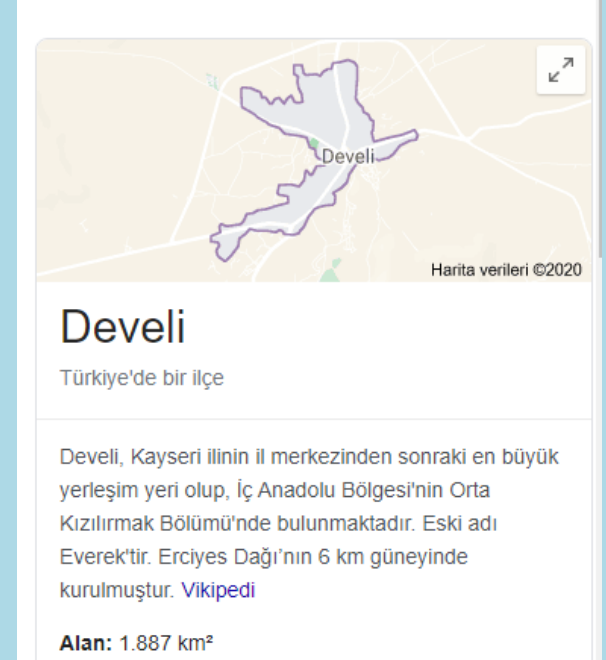 Develi
Harita verileri ©2020
Develi
Türkiye'de bir ilçe
Develi, Kayseri ilinin il merkezinden sonraki en büyük
yerleşim yeri olup, İç Anadolu Bölgesi'nin Orta
Kızılırmak Bölümü'nde bulunmaktadır. Eski adı
Everek'tir. Erciyes Dağı’nın 6 km güneyinde
kurulmuştur. Vikipedi
Alan: 1.887 km²